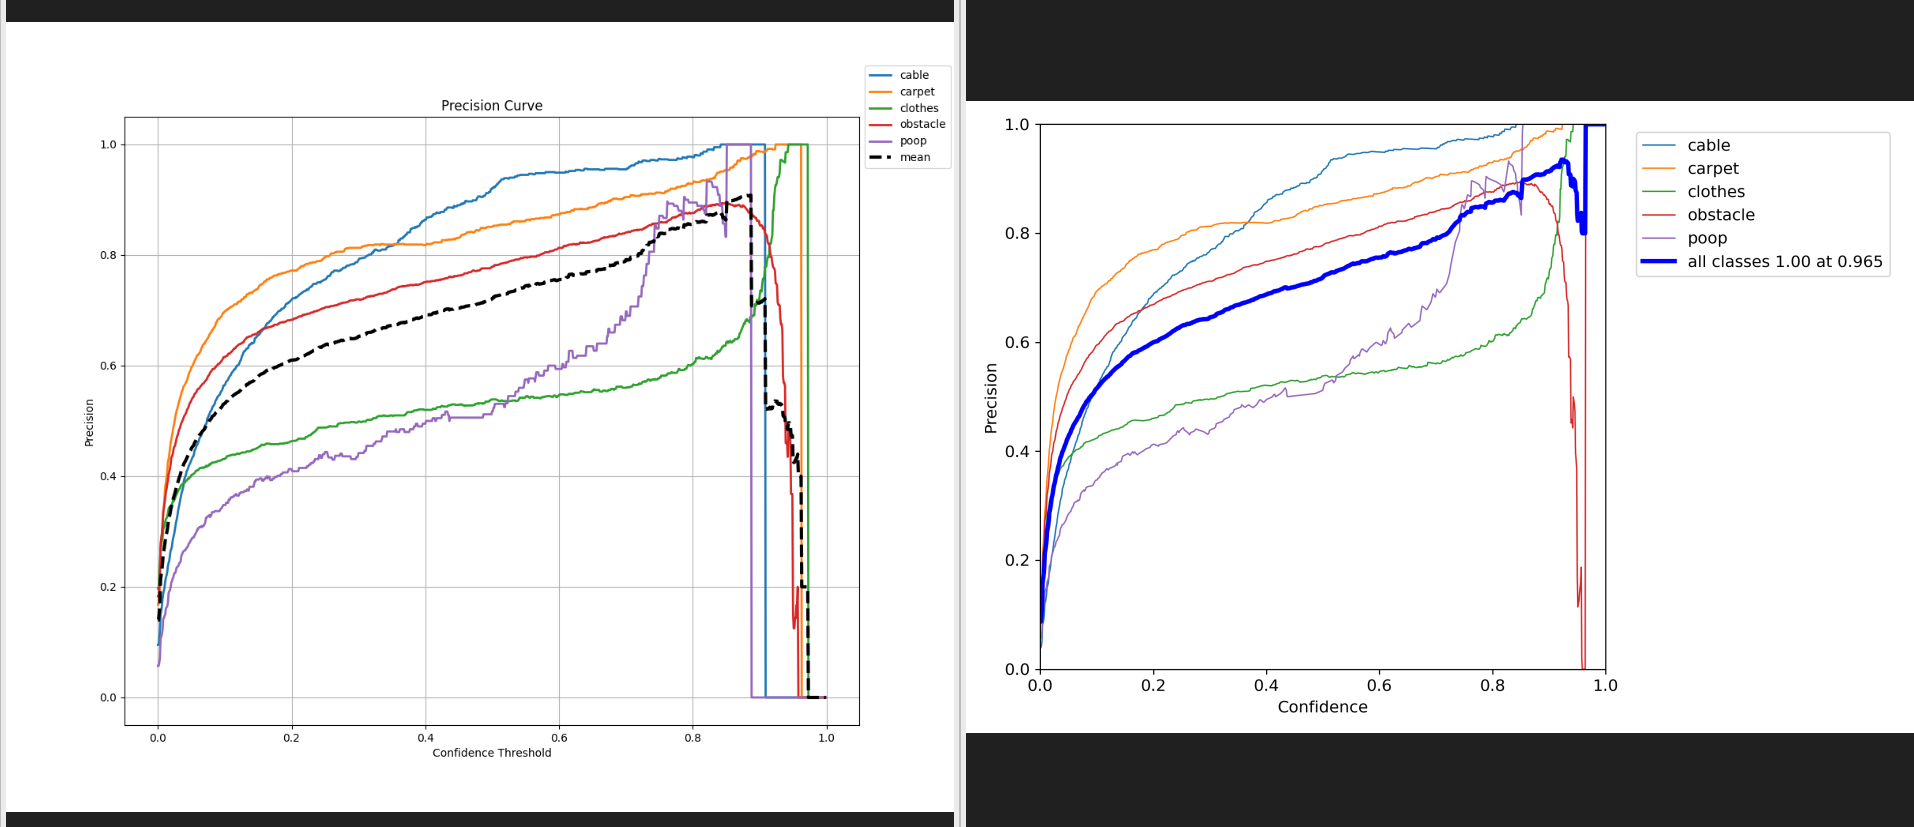 cable
carpet
clothes
obstacle
poop
mean
Precision Curve
1.0
0.8
0.6
0.4
0.2
0.0
Precision
0.0 0.2 0.4 0.6 0.8 1.0
Confidence Threshold
1.0
0.8
0.6
0.4
0.2
0.0
Precision
0.0 0.2 0.4 0.6 0.8 1.0
Confidence
cable
carpet
clothes
obstacle
poop
all classes 1.00 at 0.965